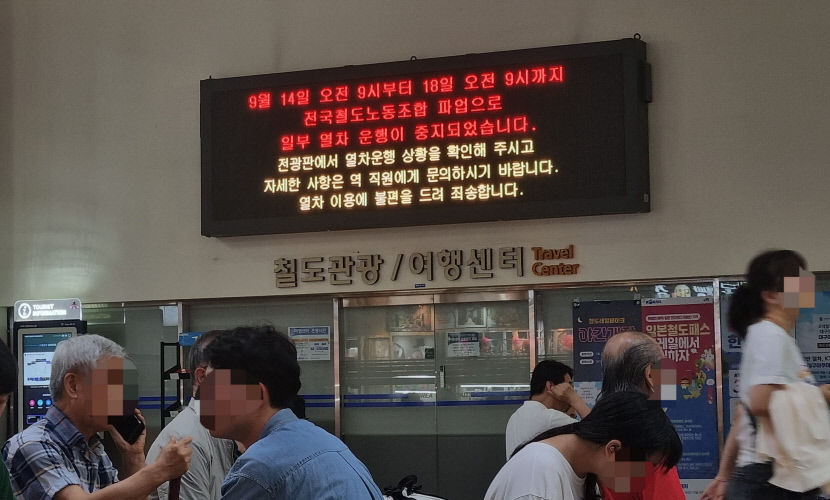 9월 14일 오전 9시부터 18일 오전 9시까지
전국철도노동조합 파업으로
일부 열차 운행이 중지되었습니다.
전광판에서 열차운행 상황을 확인해 주시고
자세한 사항은 역 직원에게 문의하시기 바랍니다.
열차 이용에 불편을 드려 죄송합니다.
철도관광/여행센터 Travel Center
TOURIST INFORMATION
일본철도패스